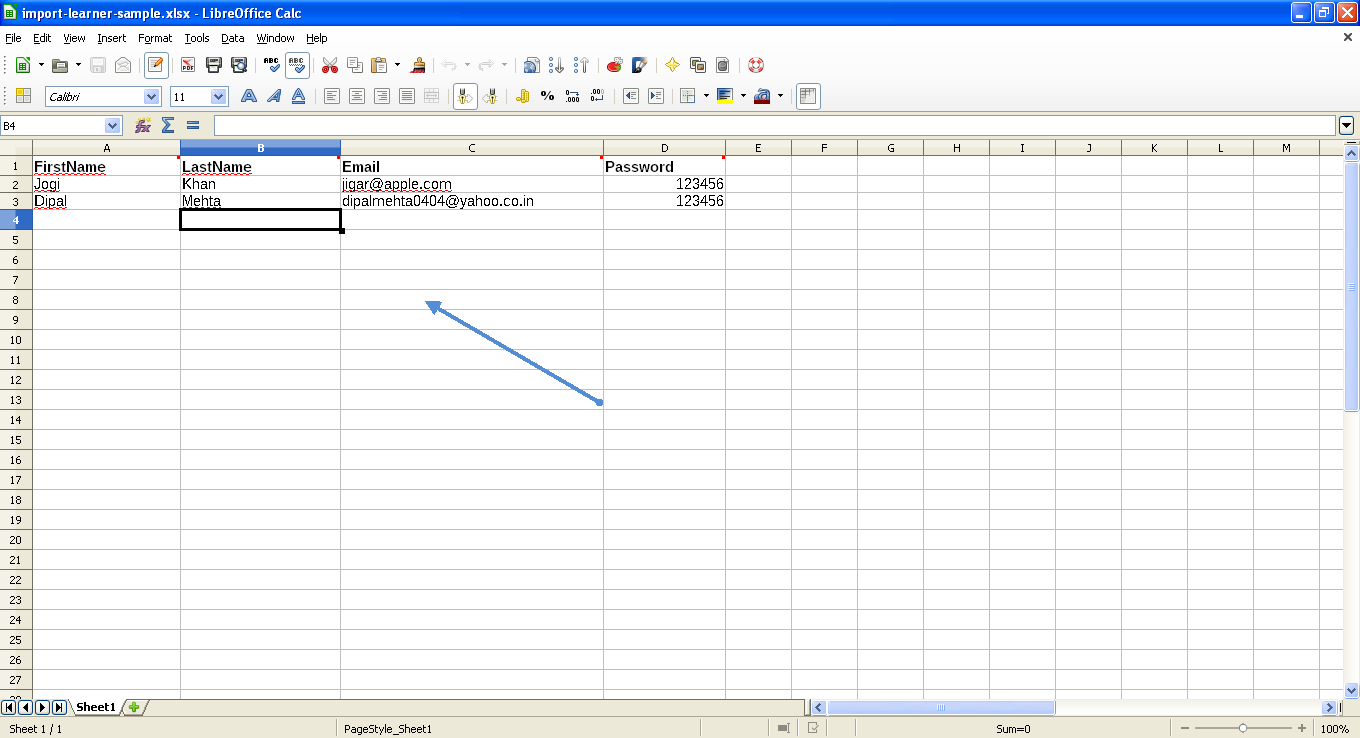 import-learner-sample.xlsx - LibreOffice Calc
File Edit View Insert Format Tools Data Window Help
Calibri 11
B4
A B C D E F G H I J K L M
1 FirstName LastName Email Password
2 Jogi Khan jigar@apple.com 123456
3 Dipal Mehta dipalmehta0404@yahoo.co.in 123456
4
5
6
7
8
9
10
11
12
13
14
15
16
17
18
19
20
21
22
23
24
25
26
27
Sheet1
Sheet 1 / 1 PageStyle_Sheet1 Sum=0 100%